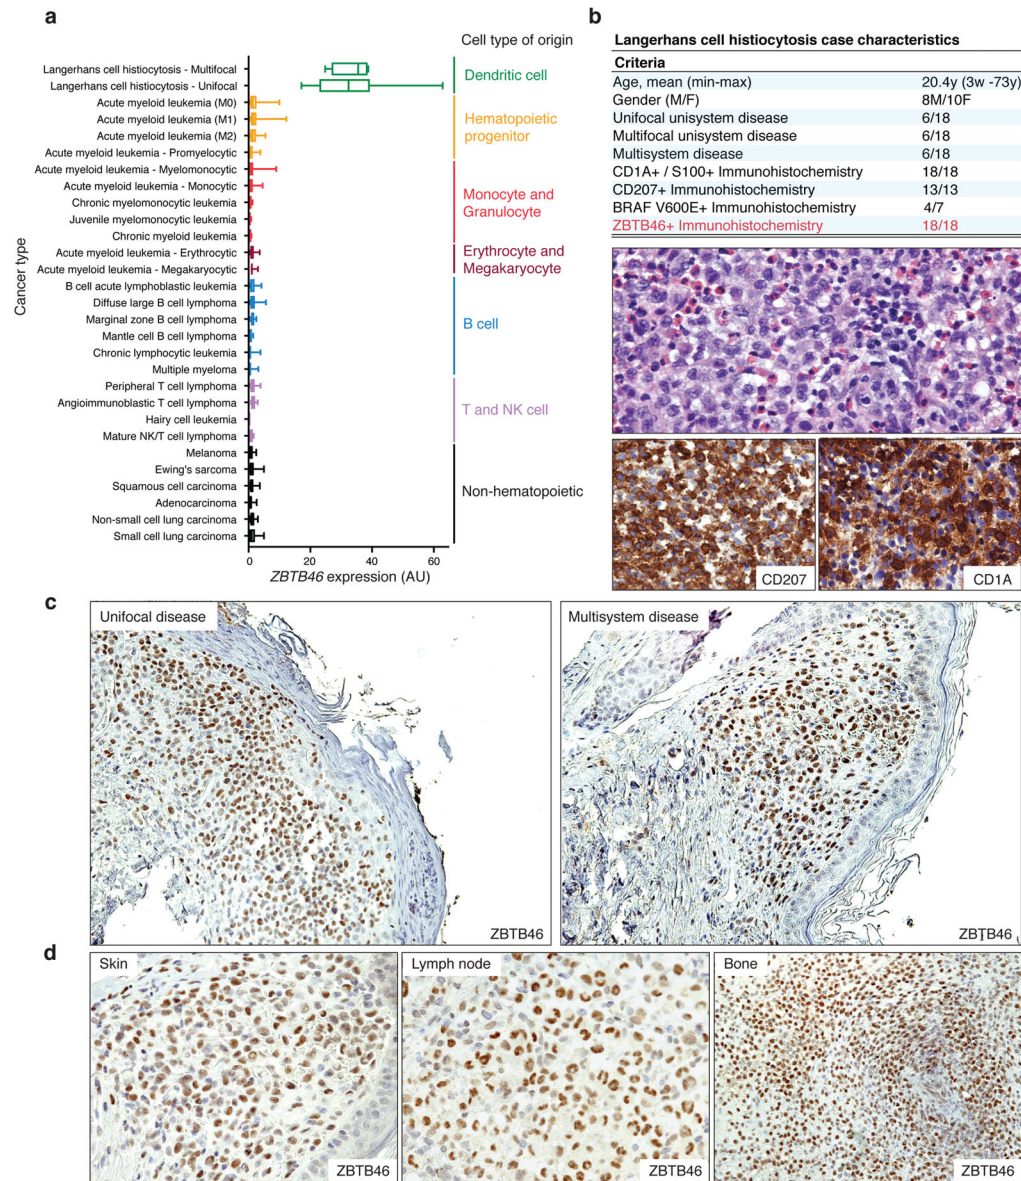 a
Cell type of origin
Cancer type
Langerhans cell histiocytosis - Multifocal
Langerhans cell histiocytosis - Unifocal
Dendritic cell
Acute myeloid leukemia (M0)
Acute myeloid leukemia (M1)
Acute myeloid leukemia (M2)
Acute myeloid leukemia - Promyelocytic
Hematopoietic
progenitor
Acute myeloid leukemia - Myelomonocytic
Acute myeloid leukemia - Monocytic
Chronic myelomonocytic leukemia
Juvenile myelomonocytic leukemia
Chronic myeloid leukemia
Monocyte and
Granulocyte
Acute myeloid leukemia - Erythrocytic
Acute myeloid leukemia - Megakaryocytic
Erythrocyte and
Megakaryocyte
B cell acute lymphoblastic leukemia
Diffuse large B cell lymphoma
Marginal zone B cell lymphoma
Mantle cell B cell lymphoma
Chronic lymphocytic leukemia
Multiple myeloma
B cell
Peripheral T cell lymphoma
Angioimmunoblastic T cell lymphoma
Hairy cell leukemia
Mature NK/T cell lymphoma
T and NK cell
Melanoma
Ewing's sarcoma
Squamous cell carcinoma
Adenocarcinoma
Non-small cell lung carcinoma
Small cell lung carcinoma
Non-hematopoietic
0 20 40 60
ZBTB46 expression (AU)
b
Langerhans cell histiocytosis case characteristics
Criteria
Age, mean (min-max) 20.4y (3w -73y)
Gender (M/F) 8M/10F
Unifocal unisystem disease 6/18
Multifocal unisystem disease 6/18
Multisystem disease 6/18
CD1A+ / S100+ Immunohistochemistry 18/18
CD207+ Immunohistochemistry 13/13
BRAF V600E+ Immunohistochemistry 4/7
ZBTB46+ Immunohistochemistry 18/18
CD207
CD1A
c
Unifocal disease
ZBTB46
Multisystem disease
ZBTB46
d
Skin
ZBTB46
Lymph node
ZBTB46
Bone
ZBTB46